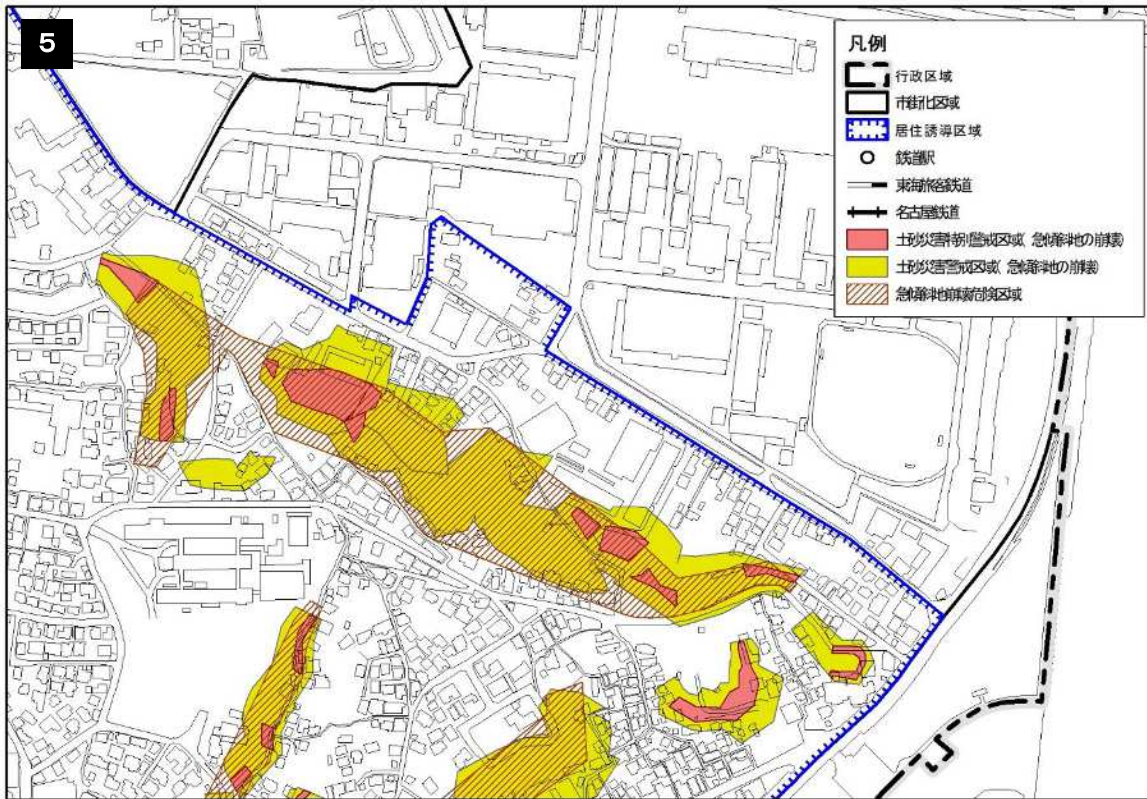 5
凡例
行政区域
市街化区域
居住誘導区域
鉄道駅
東海旅客鉄道
名古屋鉄道
土砂災害特別警戒区域( 急傾斜地の崩壊)
土砂災害警戒区域( 急傾斜地の崩壊)
急傾斜地崩壊危険区域